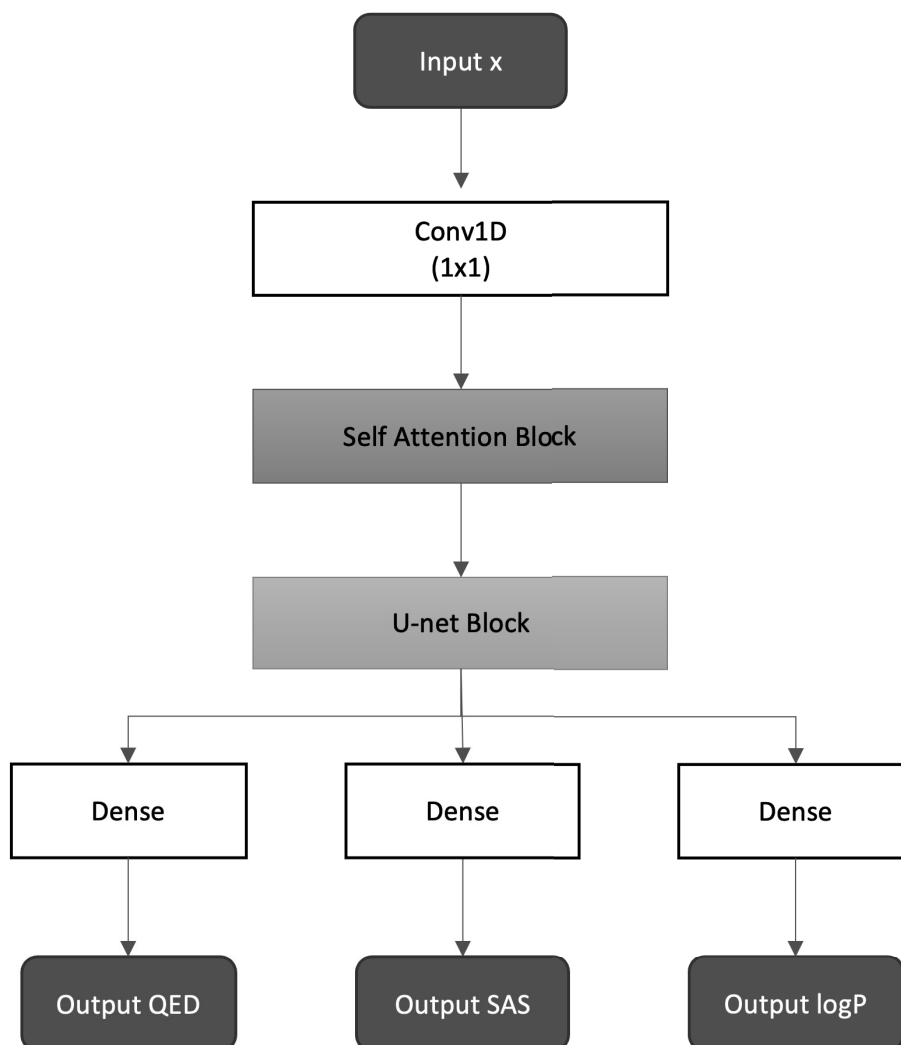 Input x
Conv1D
(1x1)
Self Attention Block
U-net Block
Dense
Dense
Dense
Output QED
Output SAS
Output logP